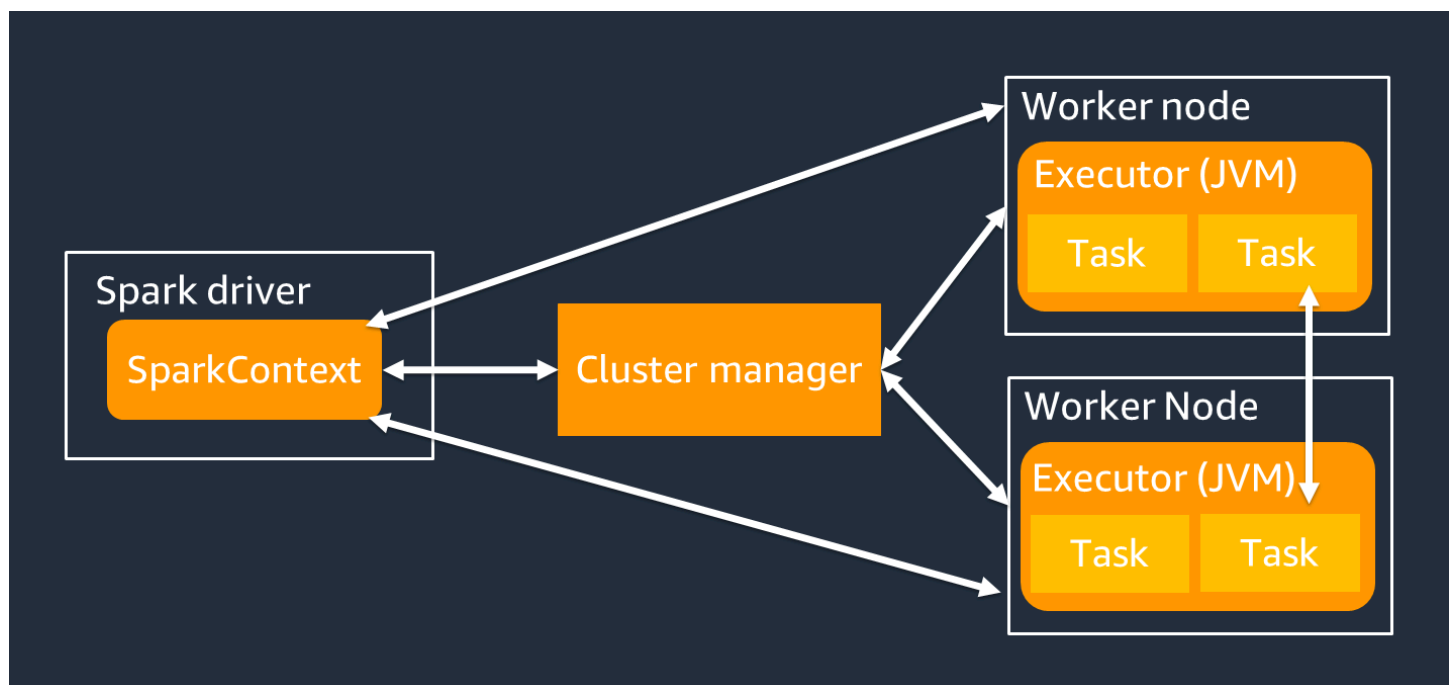 Spark driver
SparkContext
Cluster manager
Worker node
Executor (JVM)
Task
Task
Worker Node
Executor (JVM)
Task
Task